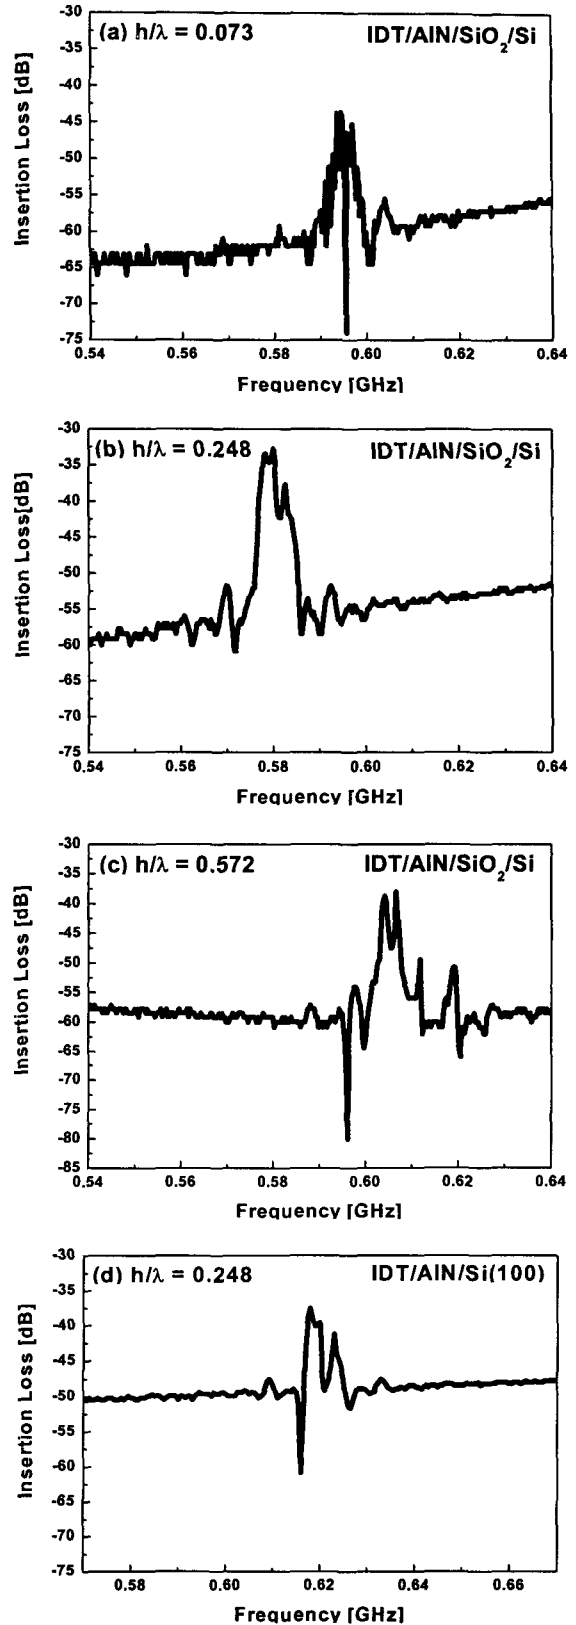 (a) h/λ = 0.073 IDT/AlN/SiO₂/Si
Insertion Loss [dB]
-30
-35
-40
-45
-50
-55
-60
-65
-70
-75
0.54 0.56 0.58 0.60 0.62 0.64
Frequency [GHz]
(b) h/λ = 0.248 IDT/AlN/SiO₂/Si
Insertion Loss[dB]
-30
-35
-40
-45
-50
-55
-60
-65
-70
-75
0.54 0.56 0.58 0.60 0.62 0.64
Frequency [GHz]
(c) h/λ = 0.572 IDT/AlN/SiO₂/Si
Insertion Loss [dB]
-30
-35
-40
-45
-50
-55
-60
-65
-70
-75
-80
-85
0.54 0.56 0.58 0.60 0.62 0.64
Frequency [GHz]
(d) h/λ = 0.248 IDT/AlN/Si(100)
Insertion Loss [dB]
-30
-35
-40
-45
-50
-55
-60
-65
-70
-75
0.58 0.60 0.62 0.64 0.66
Frequency [GHz]